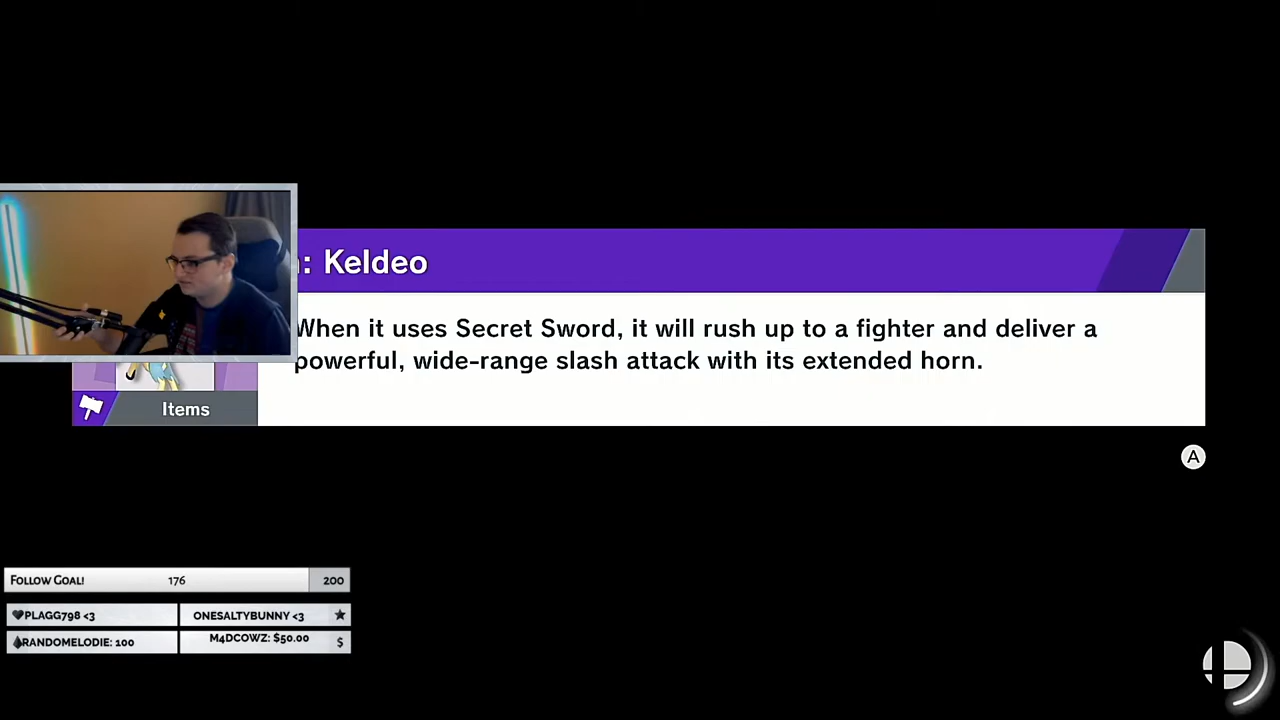 : Keldeo
When it uses Secret Sword, it will rush up to a fighter and deliver a
powerful, wide-range slash attack with its extended horn.
Items
A
FOLLOW GOAL! 176 200
PLAGG798 <3 ONESALTYBUNNY <3
RANDOMELODIE: 100 M4DCOWZ: $50.00 $